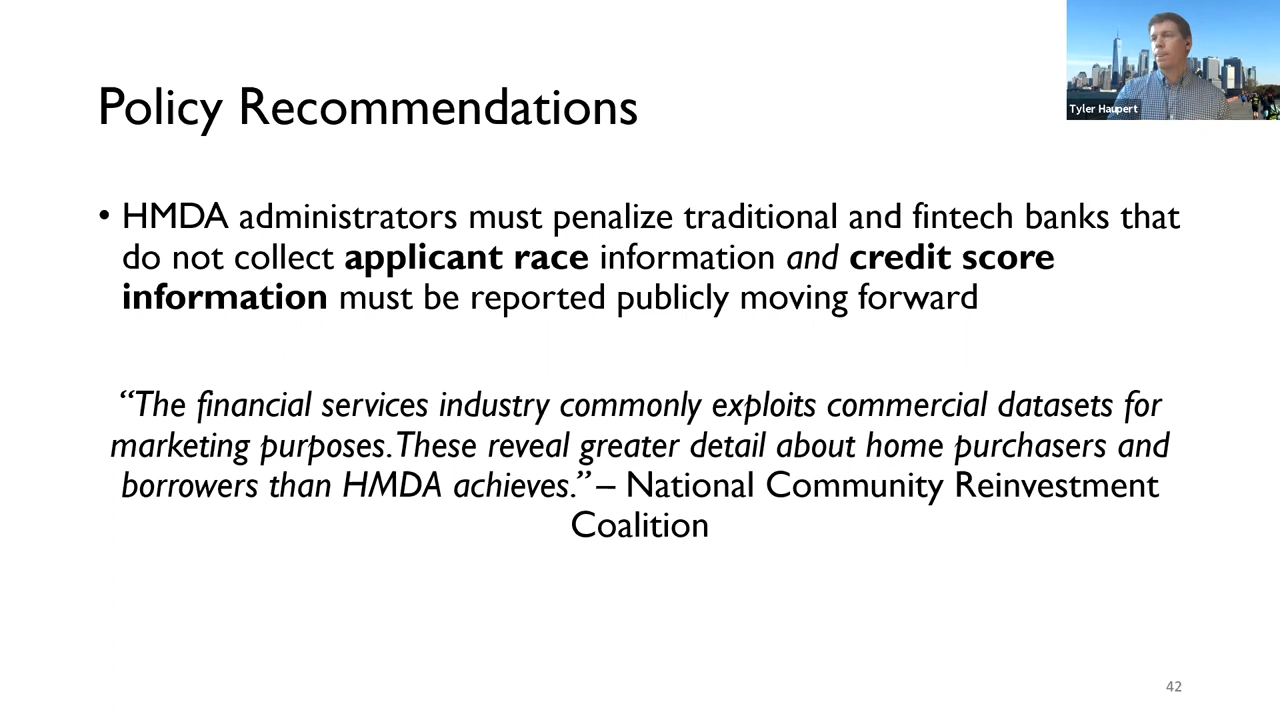 Policy Recommendations
Tyler Haupert
• HMDA administrators must penalize traditional and fintech banks that
do not collect applicant race information and credit score
information must be reported publicly moving forward
“The financial services industry commonly exploits commercial datasets for
marketing purposes. These reveal greater detail about home purchasers and
borrowers than HMDA achieves.” – National Community Reinvestment
Coalition
42